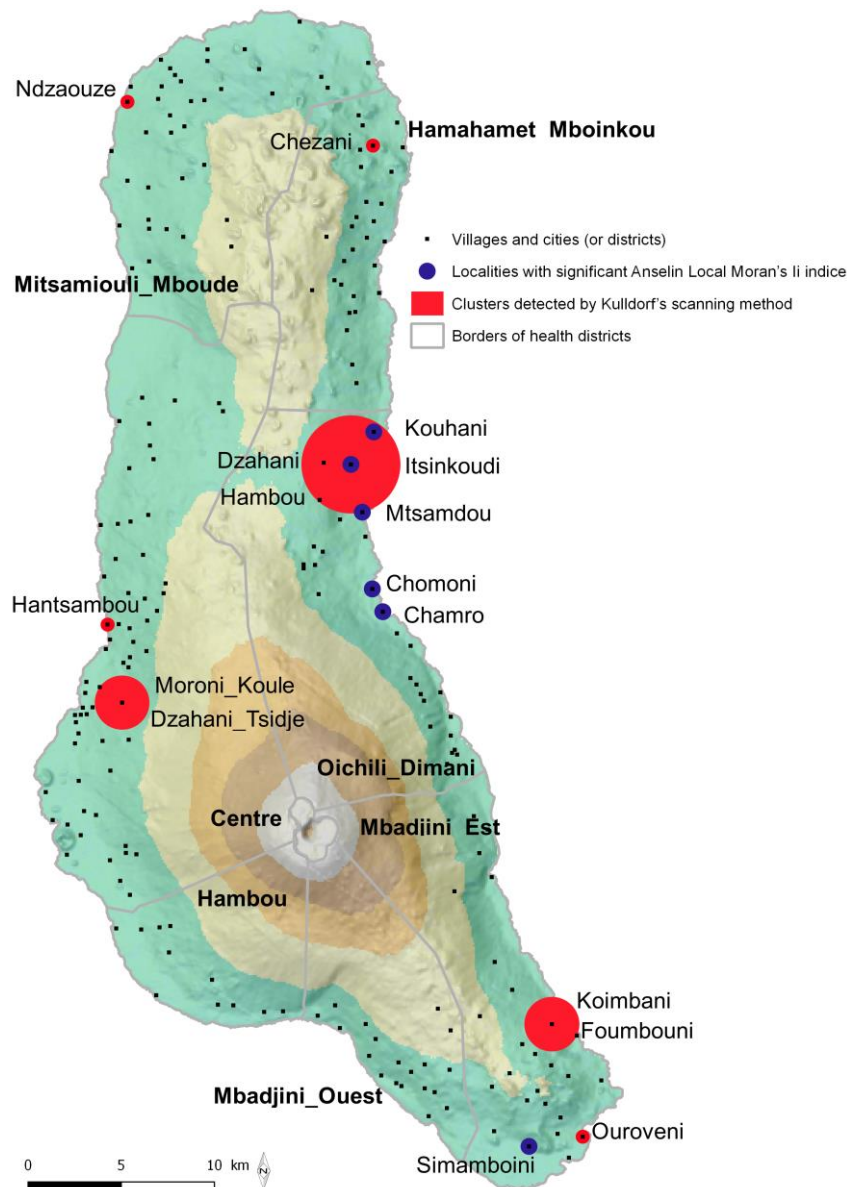 Ndzaouze
Chezani
Hamahamet Mboinkou
Villages and cities (or districts)
Localities with significant Anselin Local Moran's Ii indice
Clusters detected by Kulldorf's scanning method
Borders of health districts
Mitsamiouli_Mboude
Kouhani
Dzahani
Itsinkoudi
Hambou
Mtsamdou
Chomoni
Chamro
Hantsambou
Moroni_Koule
Dzahani_Tsidje
Oichili_Dimani
Centre
Mbadjini Est
Hambou
Koimbani
Foumbouni
Mbadjini_Ouest
Ouroveni
Simamboini
0 5 10 km
N